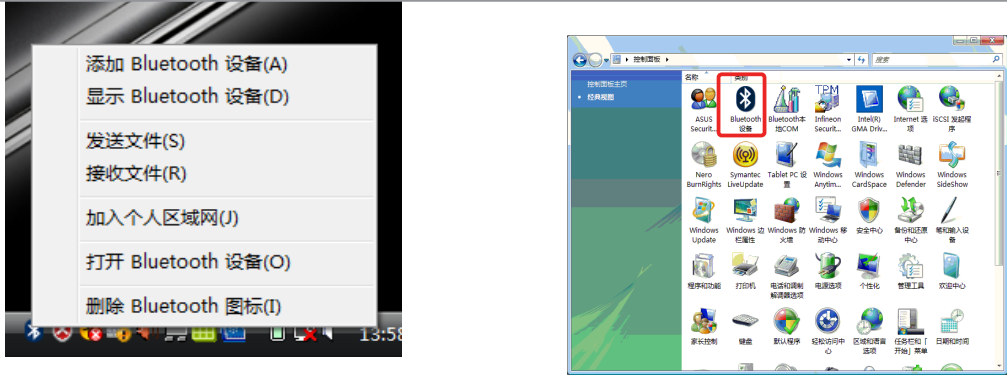 添加 Bluetooth 设备(A)
显示 Bluetooth 设备(D)
发送文件(S)
接收文件(R)
加入个人区域网(J)
打开 Bluetooth 设备(O)
删除 Bluetooth 图标(I)
13:58
控制面板
搜索
控制面板主页
经典视图
名称 类别
ASUS Bluetooth Bluetooth本 Infineon Intel(R) Internet 选 iSCSI 发起程
Securit... 设备 地COM Securit... GMA Driv... 项 序
Nero Symantec Tablet PC 设 Windows Windows Windows Windows
BurnRights LiveUpdate 置 Anytim... CardSpace Defender SideShow
Windows Windows 边 Windows 防 Windows 移 安全中心 备份和还原 笔和输入设
Update 栏属性 火墙 动中心 中心 备
程序和功能 打印机 电话和调制 电源选项 个性化 管理工具 欢迎中心
解调器选项
家长控制 键盘 默认程序 轻松访问中 区域和语言 任务栏和「 日期和时间
心 选项 开始」菜单